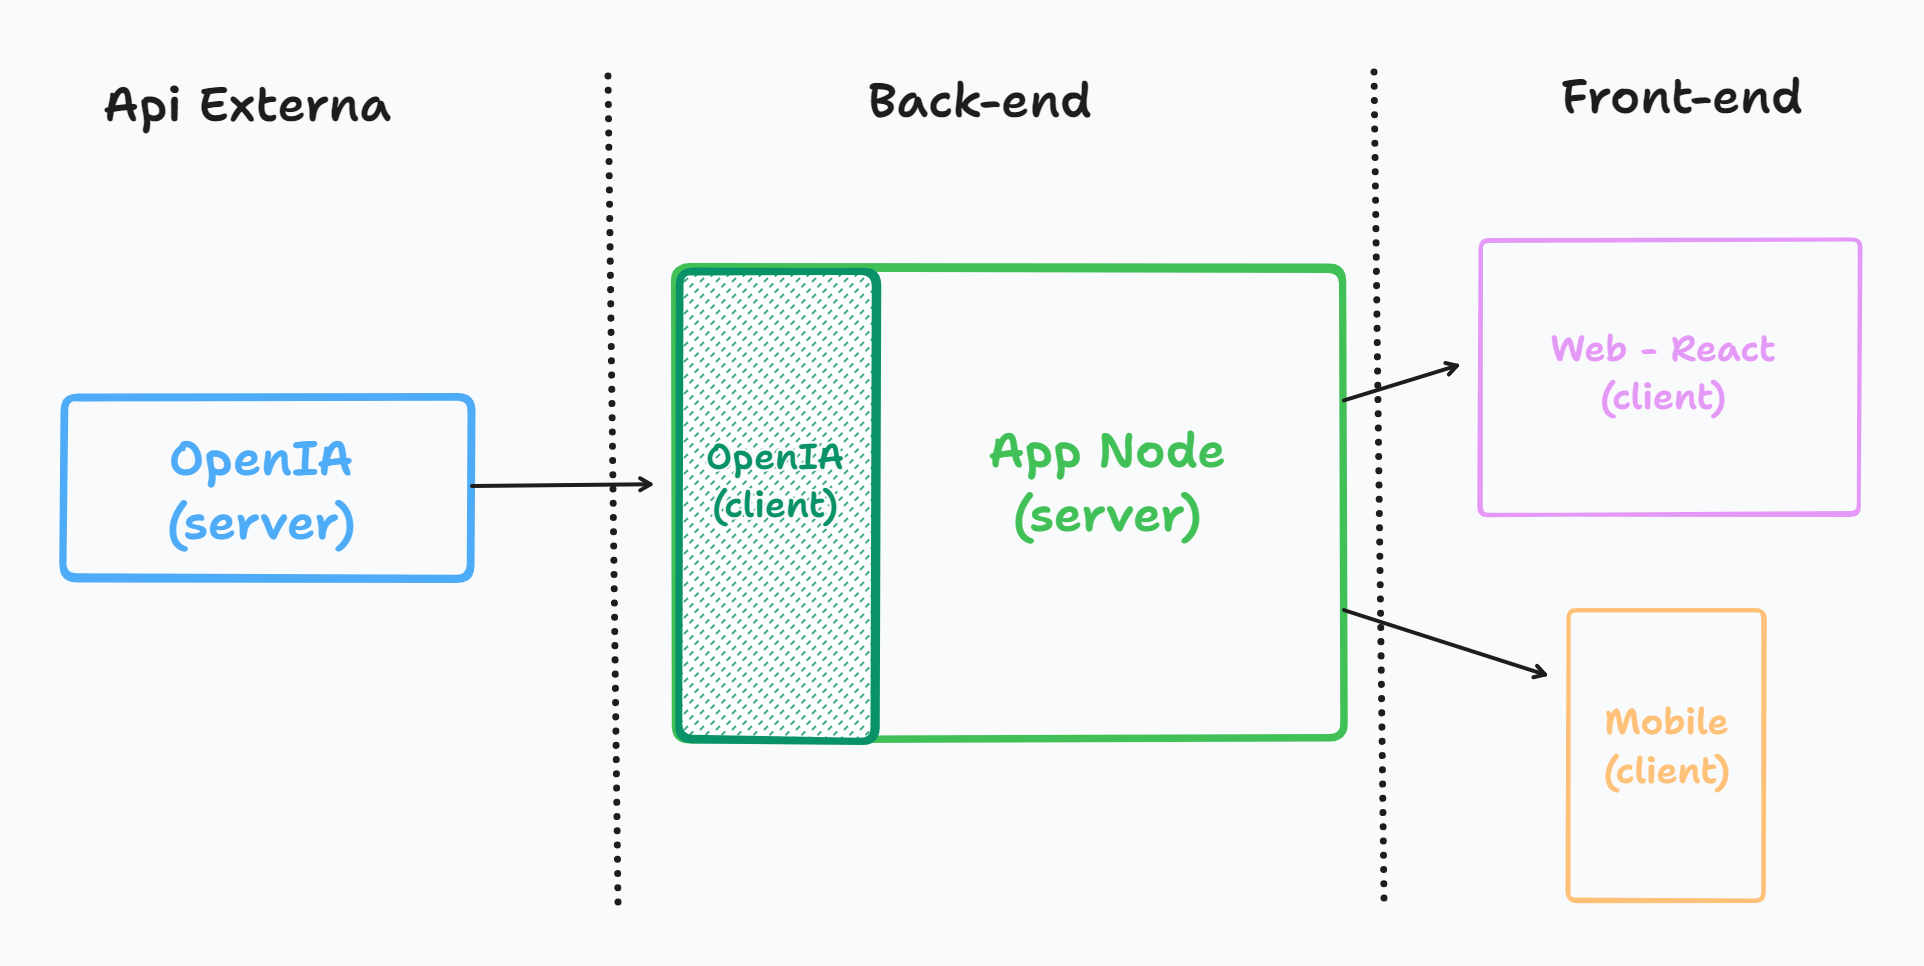 Api Externa
Back-end
Front-end
OpenIA
(server)
OpenIA
(client)
App Node
(server)
Web - React
(client)
Mobile
(client)